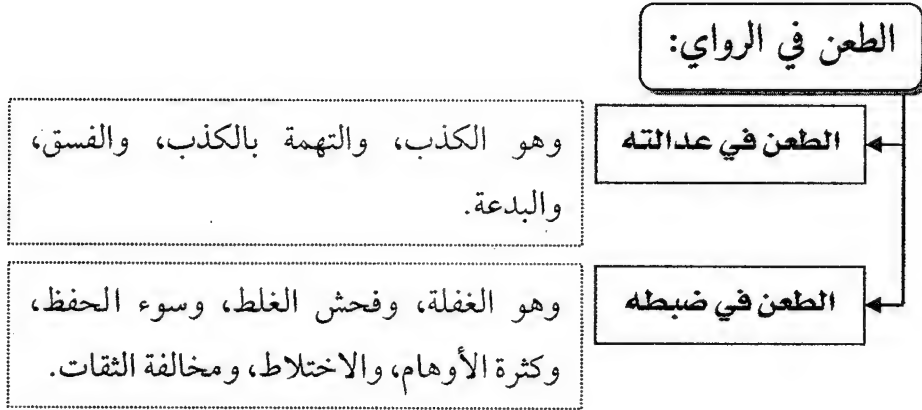 الطعن في الرواي:
الطعن في عدالته
وهو الكذب، والتهمة بالكذب، والفسق،
والبدعة.
الطعن في ضبطه
وهو الغفلة، وفحش الغلط، وسوء الحفظ،
وكثرة الأوهام، والاختلاط، ومخالفة الثقات.